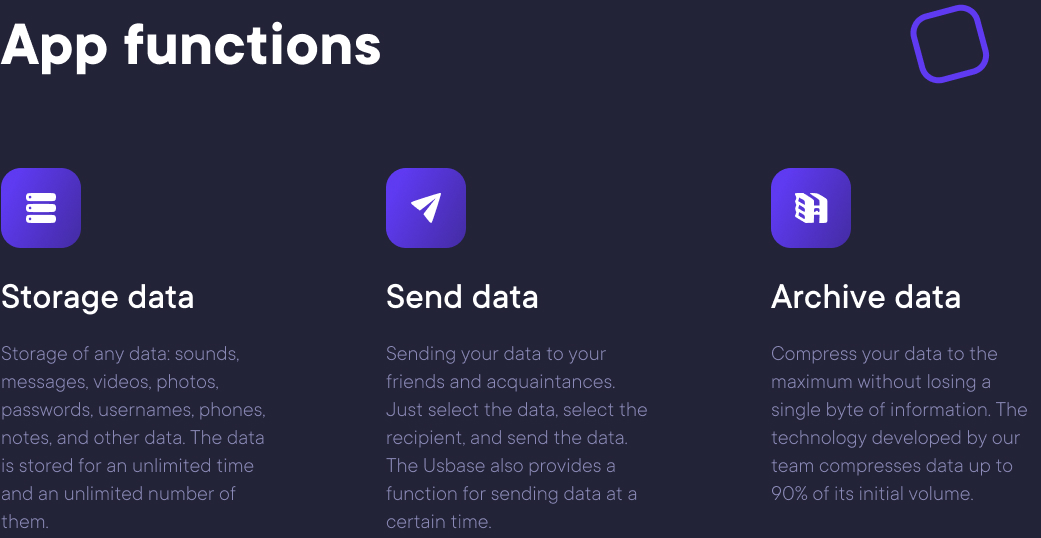 App functions
Storage data
Storage of any data: sounds,
messages, videos, photos,
passwords, usernames, phones,
notes, and other data. The data
is stored for an unlimited time
and an unlimited number of
them.
Send data
Sending your data to your
friends and acquaintances.
Just select the data, select the
recipient, and send the data.
The Usbase also provides a
function for sending data at a
certain time.
Archive data
Compress your data to the
maximum without losing a
single byte of information. The
technology developed by our
team compresses data up to
90% of its initial volume.